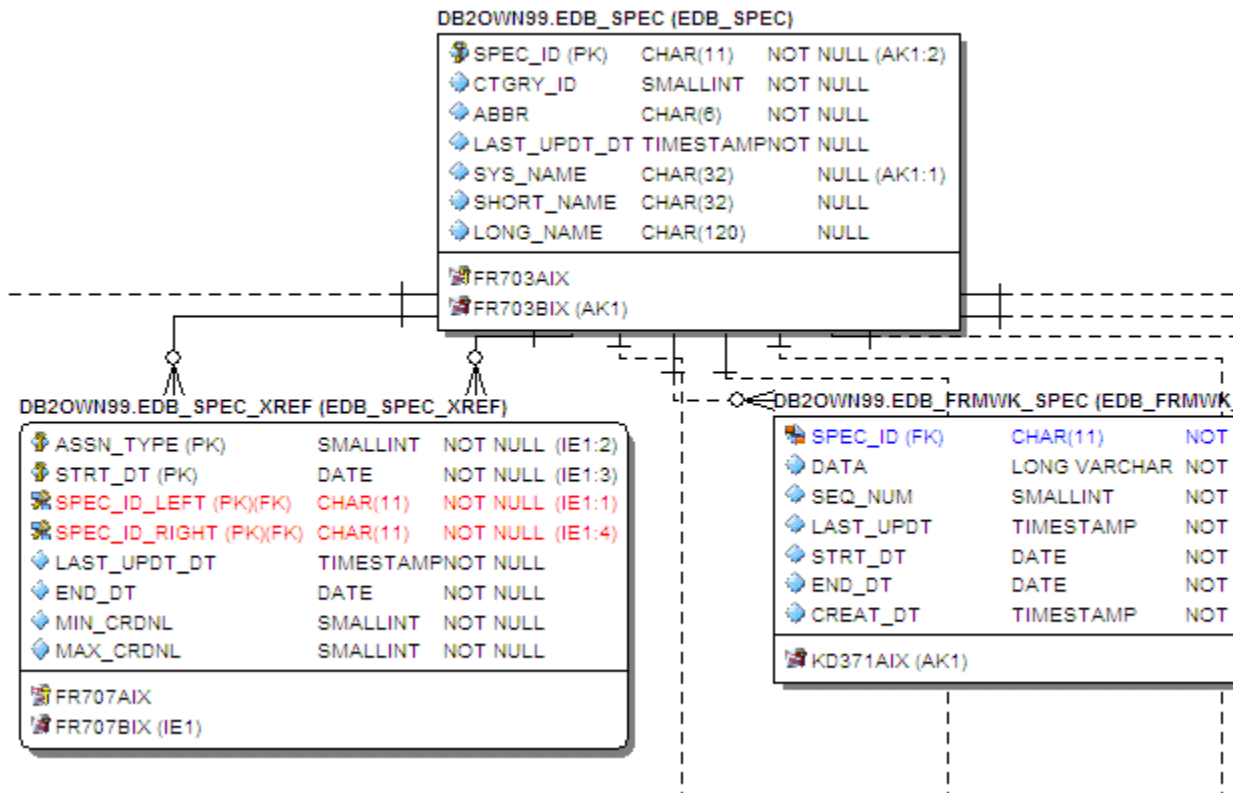 DB2OWN99.EDB_SPEC (EDB_SPEC)
SPEC_ID (PK) CHAR(11) NOT NULL (AK1:2)
CTGRY_ID SMALLINT NOT NULL
ABBR CHAR(6) NOT NULL
LAST_UPDT_DT TIMESTAMPNOT NULL
SYS_NAME CHAR(32) NULL (AK1:1)
SHORT_NAME CHAR(32) NULL
LONG_NAME CHAR(120) NULL
FR703AIX
FR703BIX (AK1)
DB2OWN99.EDB_SPEC_XREF (EDB_SPEC_XREF)
ASSN_TYPE (PK) SMALLINT NOT NULL (IE1:2)
STRT_DT (PK) DATE NOT NULL (IE1:3)
SPEC_ID_LEFT (PK)(FK) CHAR(11) NOT NULL (IE1:1)
SPEC_ID_RIGHT (PK)(FK) CHAR(11) NOT NULL (IE1:4)
LAST_UPDT_DT TIMESTAMPNOT NULL
END_DT DATE NOT NULL
MIN_CRDNL SMALLINT NOT NULL
MAX_CRDNL SMALLINT NOT NULL
FR707AIX
FR707BIX (IE1)
DB2OWN99.EDB_FRMWK_SPEC (EDB_FRMWK_
SPEC_ID (FK) CHAR(11) NOT
DATA LONG VARCHAR NOT
SEQ_NUM SMALLINT NOT
LAST_UPDT TIMESTAMP NOT
STRT_DT DATE NOT
END_DT DATE NOT
CREAT_DT TIMESTAMP NOT
KD371AIX (AK1)